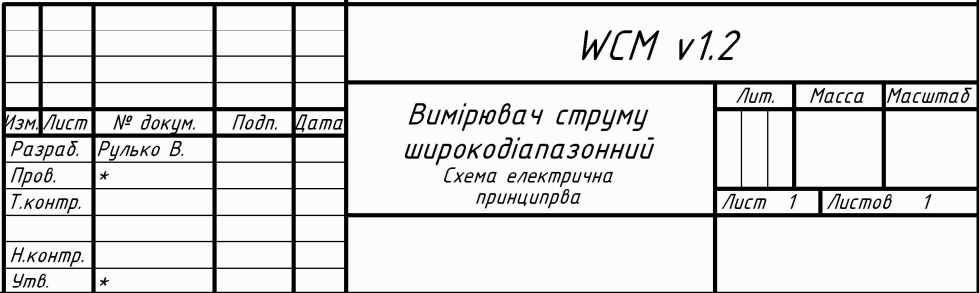 WCM v1.2
Лит. Масса Масштаб
Вимірювач струму
широкодіапазонний
Схема електрична
принципрва
Изм. Лист № докум. Подп. Дата
Разраб. Рулько В.
Пров. *
Т.контр.
Лист 1 Листов 1
Н.контр.
Утв. *